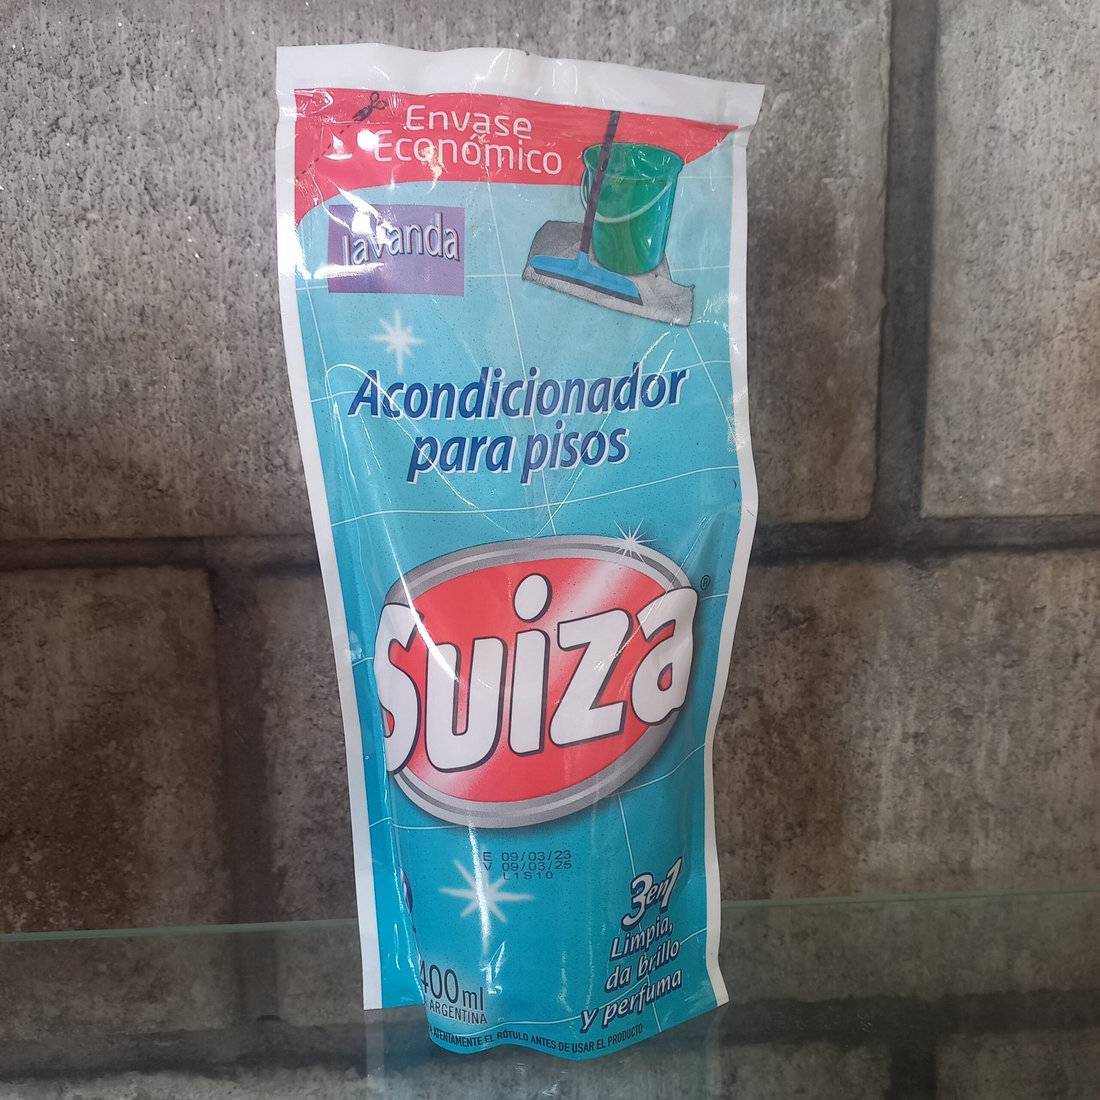 Envase
Económico
lavanda
Acondicionador
para pisos
Suiza
®
E 09/03/23
V 09/03/25
L1S10
3en1
Limpia,
da brillo
y perfuma
400ml
ARGENTINA
ATENTAMENTE EL RÓTULO ANTES DE USAR EL PRODUCTO